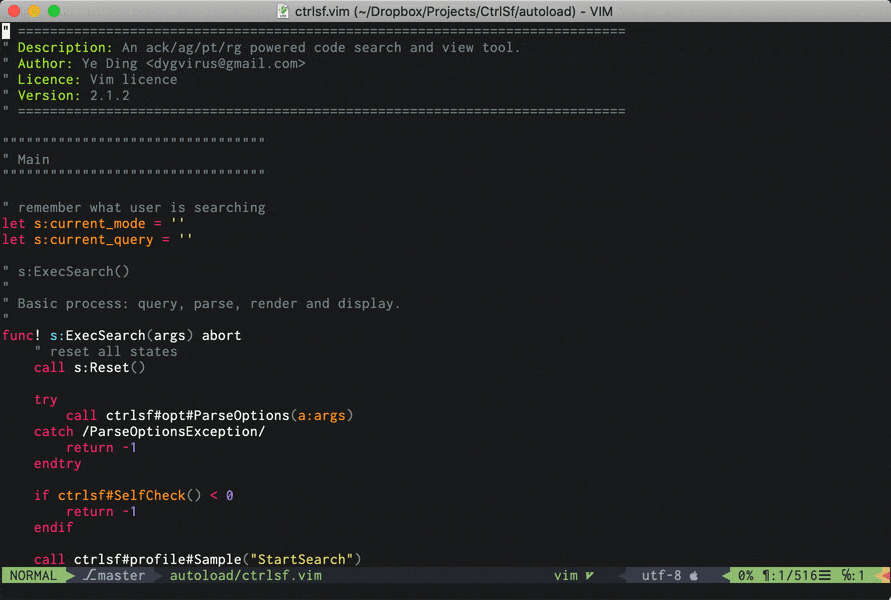 ctrlsf.vim (~/Dropbox/Projects/CtrlSf/autoload) - VIM
" ============================================================================
" Description: An ack/ag/pt/rg powered code search and view tool.
" Author: Ye Ding <dygvirus@gmail.com>
" Licence: Vim licence
" Version: 2.1.2
" ============================================================================
"""""""""""""""""""""""""""""""""
" Main
"""""""""""""""""""""""""""""""""
" remember what user is searching
let s:current_mode = ''
let s:current_query = ''
" s:ExecSearch()
"
" Basic process: query, parse, render and display.
"
func! s:ExecSearch(args) abort
    " reset all states
    call s:Reset()
    try
        call ctrlsf#opt#ParseOptions(a:args)
    catch /ParseOptionsException/
        return -1
    endtry
    if ctrlsf#SelfCheck() < 0
        return -1
    endif
    call ctrlsf#profile#Sample("StartSearch")
NORMAL master autoload/ctrlsf.vim vim utf-8 0% ¶:1/516☰ ℅:1